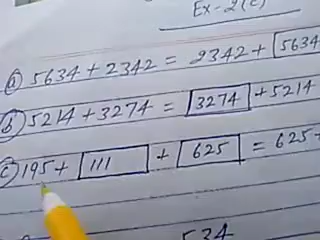 Ex-2(c)
(a) 5634 + 2342 = 2342 + 5634
(b) 5214 + 3274 = 3274 + 5214
(c) 195 + 111 + 625 = 625 +
534